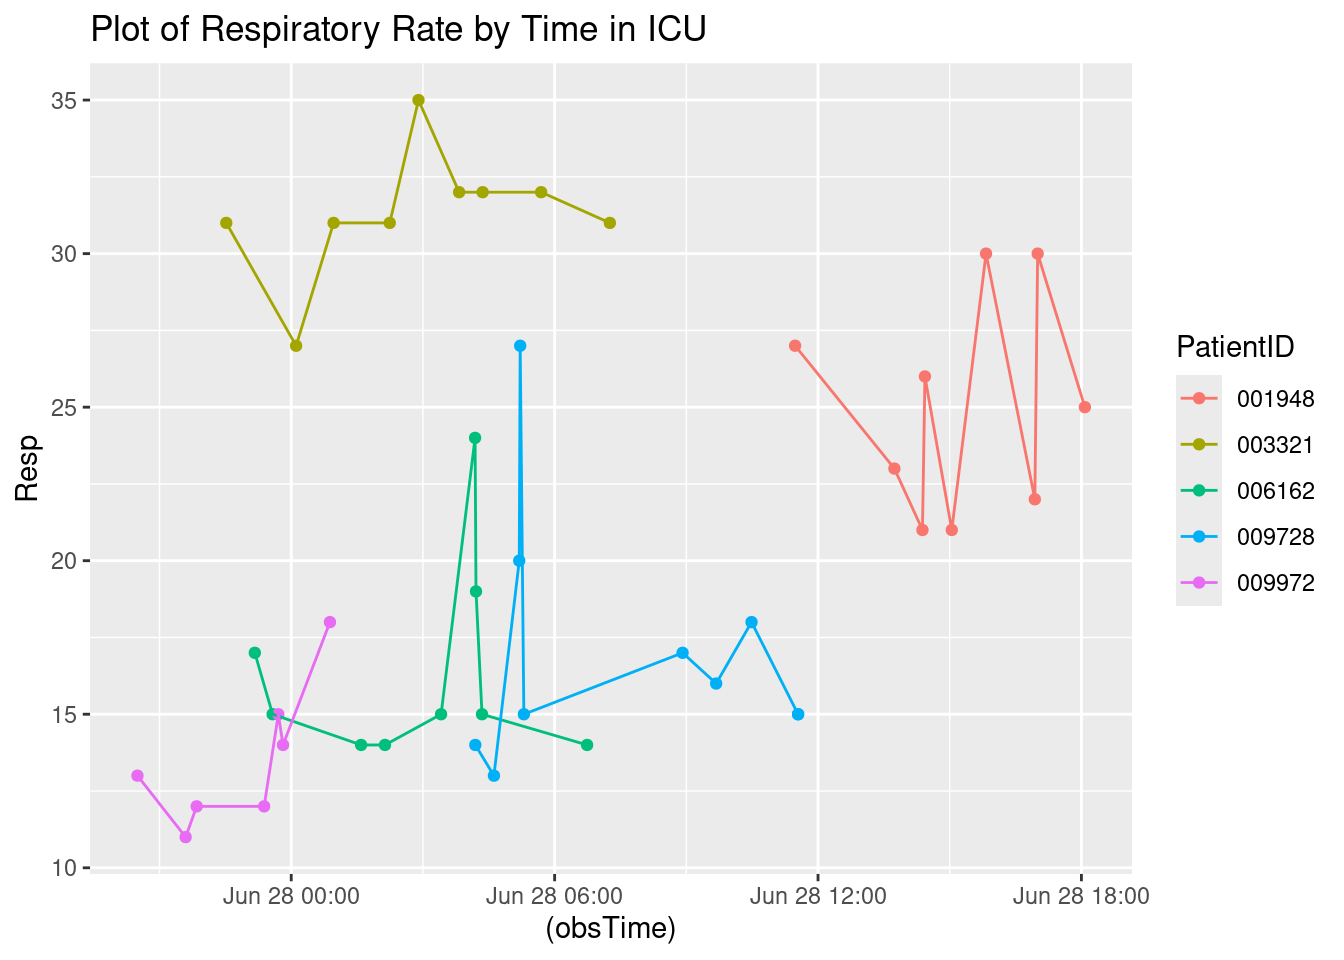 Plot of Respiratory Rate by Time in ICU
35
30
25
20
15
10
Resp
Jun 28 00:00
Jun 28 06:00
Jun 28 12:00
Jun 28 18:00
(obsTime)
PatientID
001948
003321
006162
009728
009972